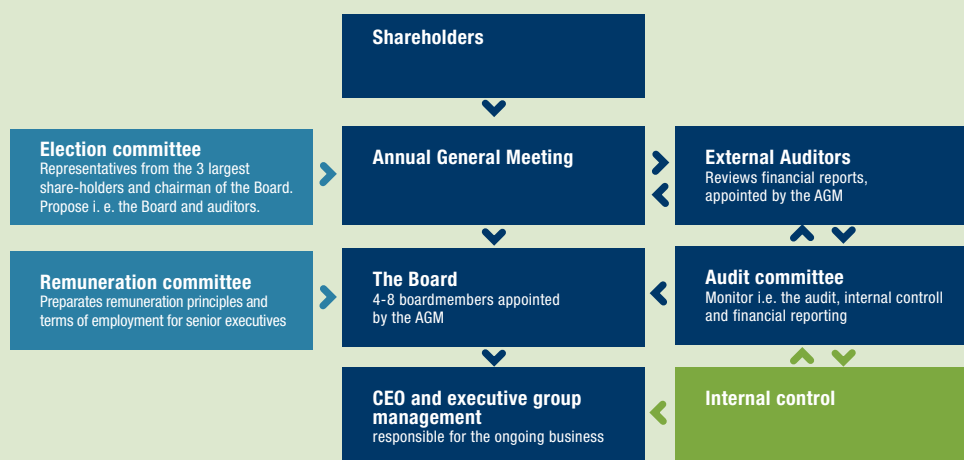 Shareholders
Election committee
Representatives from the 3 largest
share-holders and chairman of the Board.
Propose i. e. the Board and auditors.
Annual General Meeting
External Auditors
Reviews financial reports,
appointed by the AGM
Remuneration committee
Preparates remuneration principles and
terms of employment for senior executives
The Board
4-8 boardmembers appointed
by the AGM
Audit committee
Monitor i.e. the audit, internal controll
and financial reporting
CEO and executive group
management
responsible for the ongoing business
Internal control